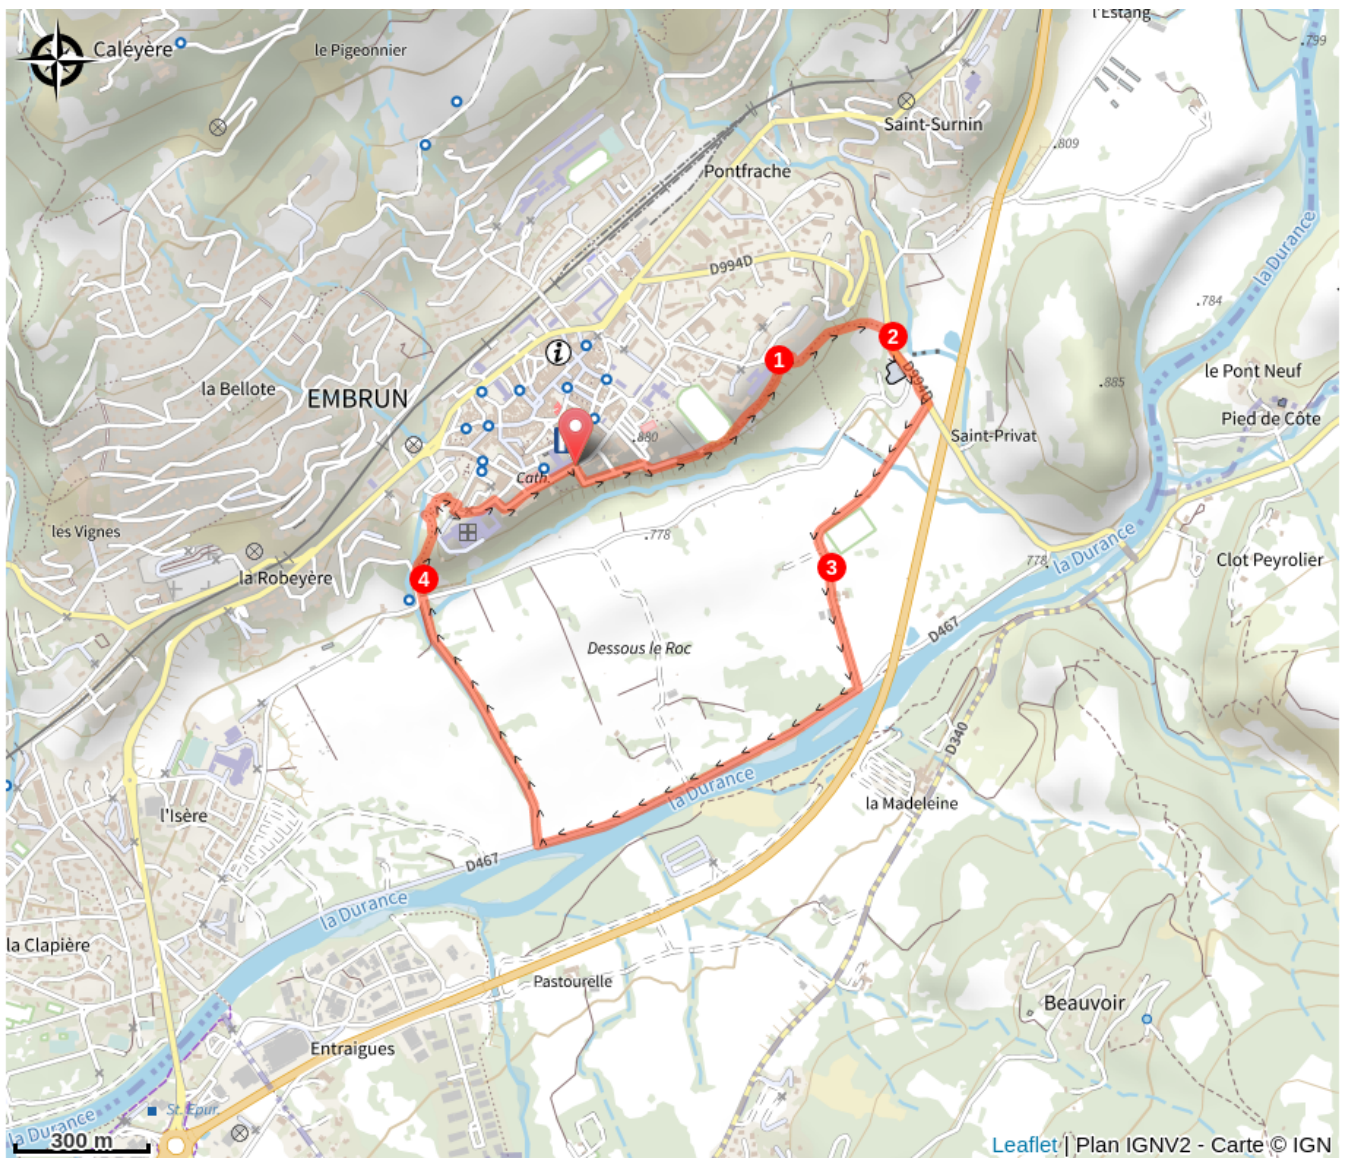 l'Estang
Caléyère
le Pigeonnier
799
Saint-Surnin
809
Pontfrache
la Durance
D994D
784
i
1
2
la Bellote
EMBRUN
D994D
885
le Pont Neuf
Pied de Côte
880
Saint-Privat
Cath.
les Vignes
778
la Durance
778
Clot Peyrolier
la Robeyère
4
3
D467
Dessous le Roc
D340
la Durance
la Madeleine
l'Isère
D467
la Durance
la Clapière
Pastourelle
Beauvoir
Entraigues
St. Epur.
la Durance
300 m
Leaflet | Plan IGNV2 - Carte © IGN